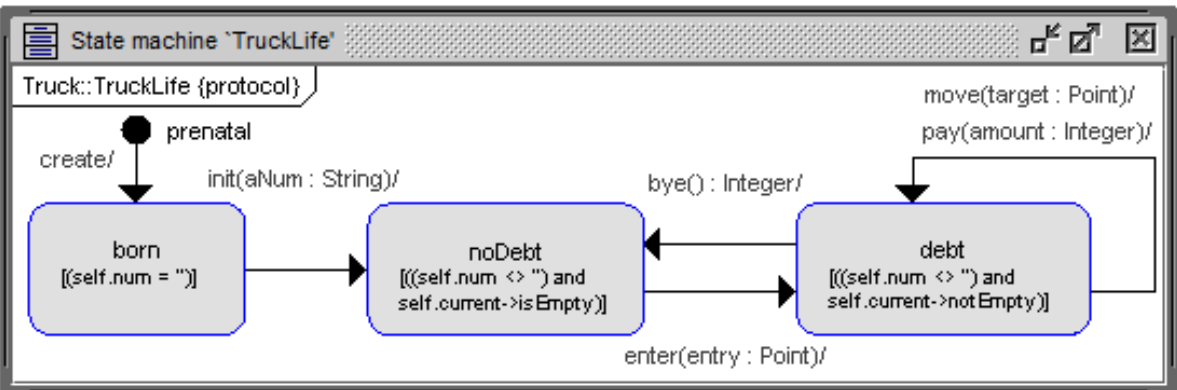 State machine `TruckLife'
Truck::TruckLife {protocol}
move(target : Point)/
pay(amount : Integer)/
prenatal
create/
init(aNum : String)/
bye() : Integer/
born
[(self.num = '')]
noDebt
[((self.num <> '') and
self.current->isEmpty)]
debt
[((self.num <> '') and
self.current->notEmpty)]
enter(entry : Point)/